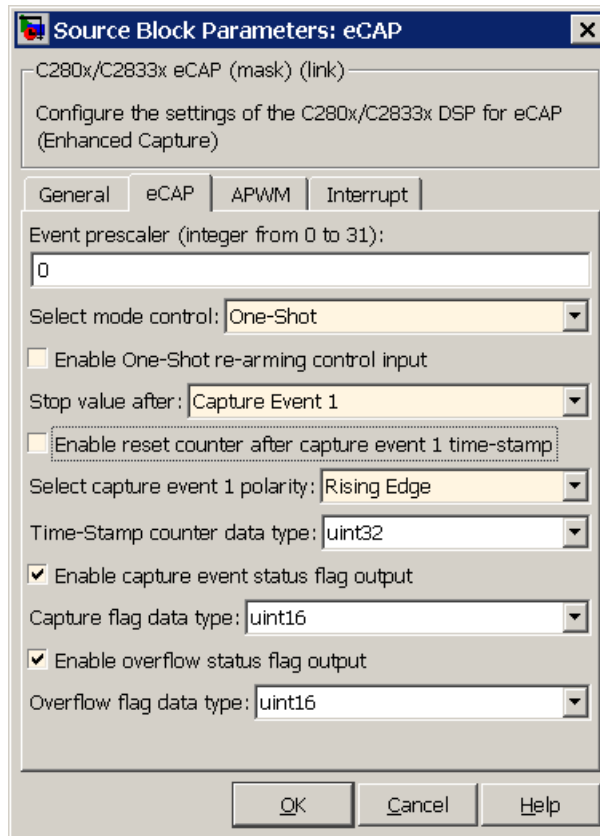 Source Block Parameters: eCAP
C280x/C2833x eCAP (mask) (link)
Configure the settings of the C280x/C2833x DSP for eCAP
(Enhanced Capture)
General eCAP APWM Interrupt
Event prescaler (integer from 0 to 31):
0
Select mode control: One-Shot
Enable One-Shot re-arming control input
Stop value after: Capture Event 1
Enable reset counter after capture event 1 time-stamp
Select capture event 1 polarity: Rising Edge
Time-Stamp counter data type: uint32
Enable capture event status flag output
Capture flag data type: uint16
Enable overflow status flag output
Overflow flag data type: uint16
OK Cancel Help